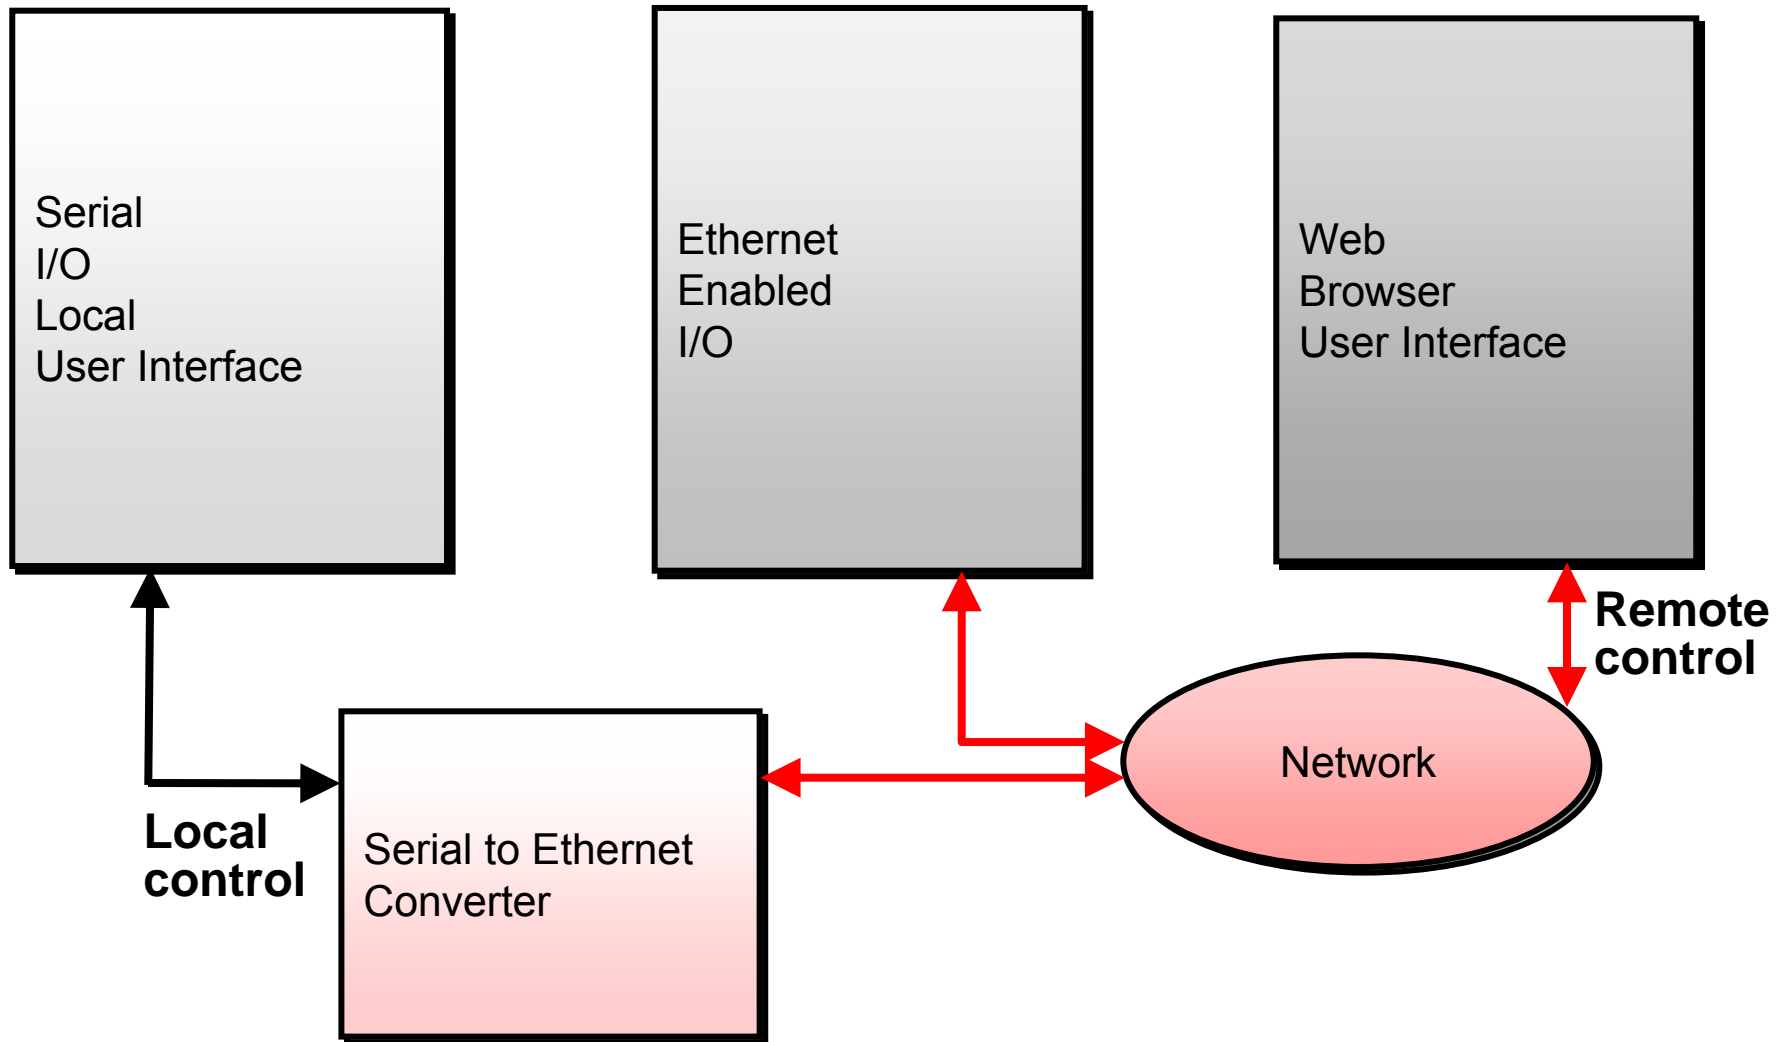 Serial
I/O
Local
User Interface
Ethernet
Enabled
I/O
Web
Browser
User Interface
Remote
control
Network
Local
control
Serial to Ethernet
Converter